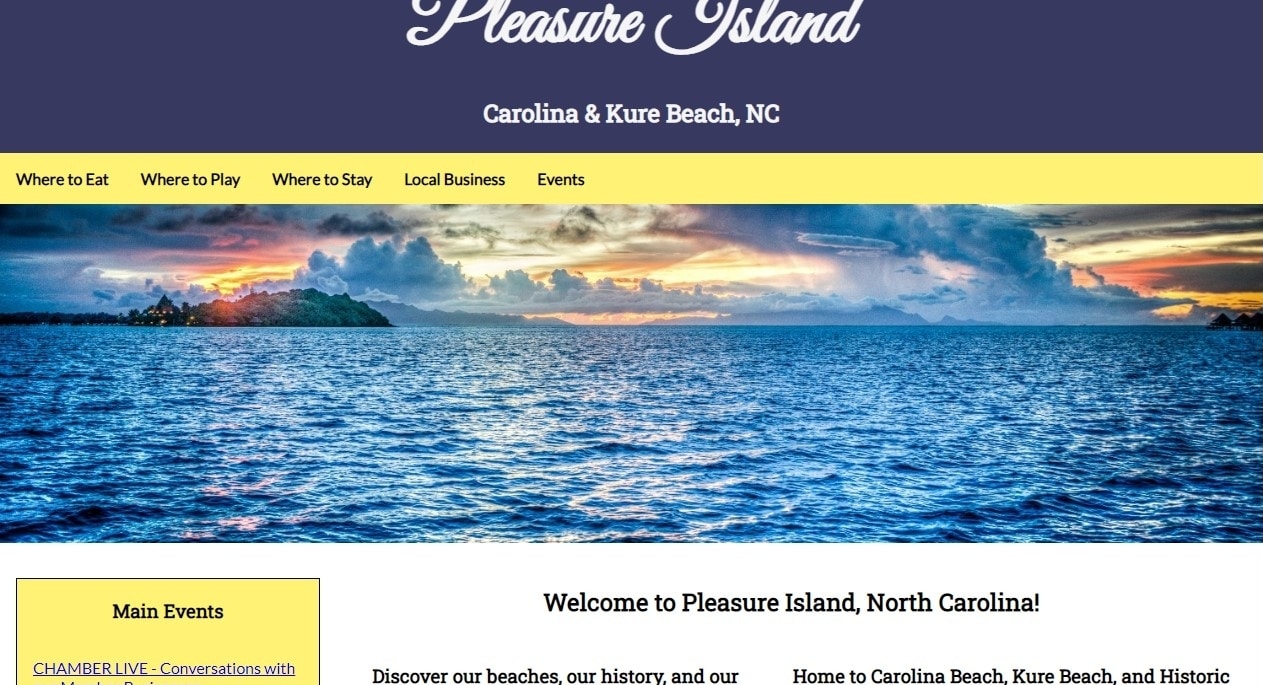 Pleasure Island
Carolina & Kure Beach, NC
Where to Eat Where to Play Where to Stay Local Business Events
Main Events
CHAMBER LIVE - Conversations with
Welcome to Pleasure Island, North Carolina!
Discover our beaches, our history, and our
Home to Carolina Beach, Kure Beach, and Historic